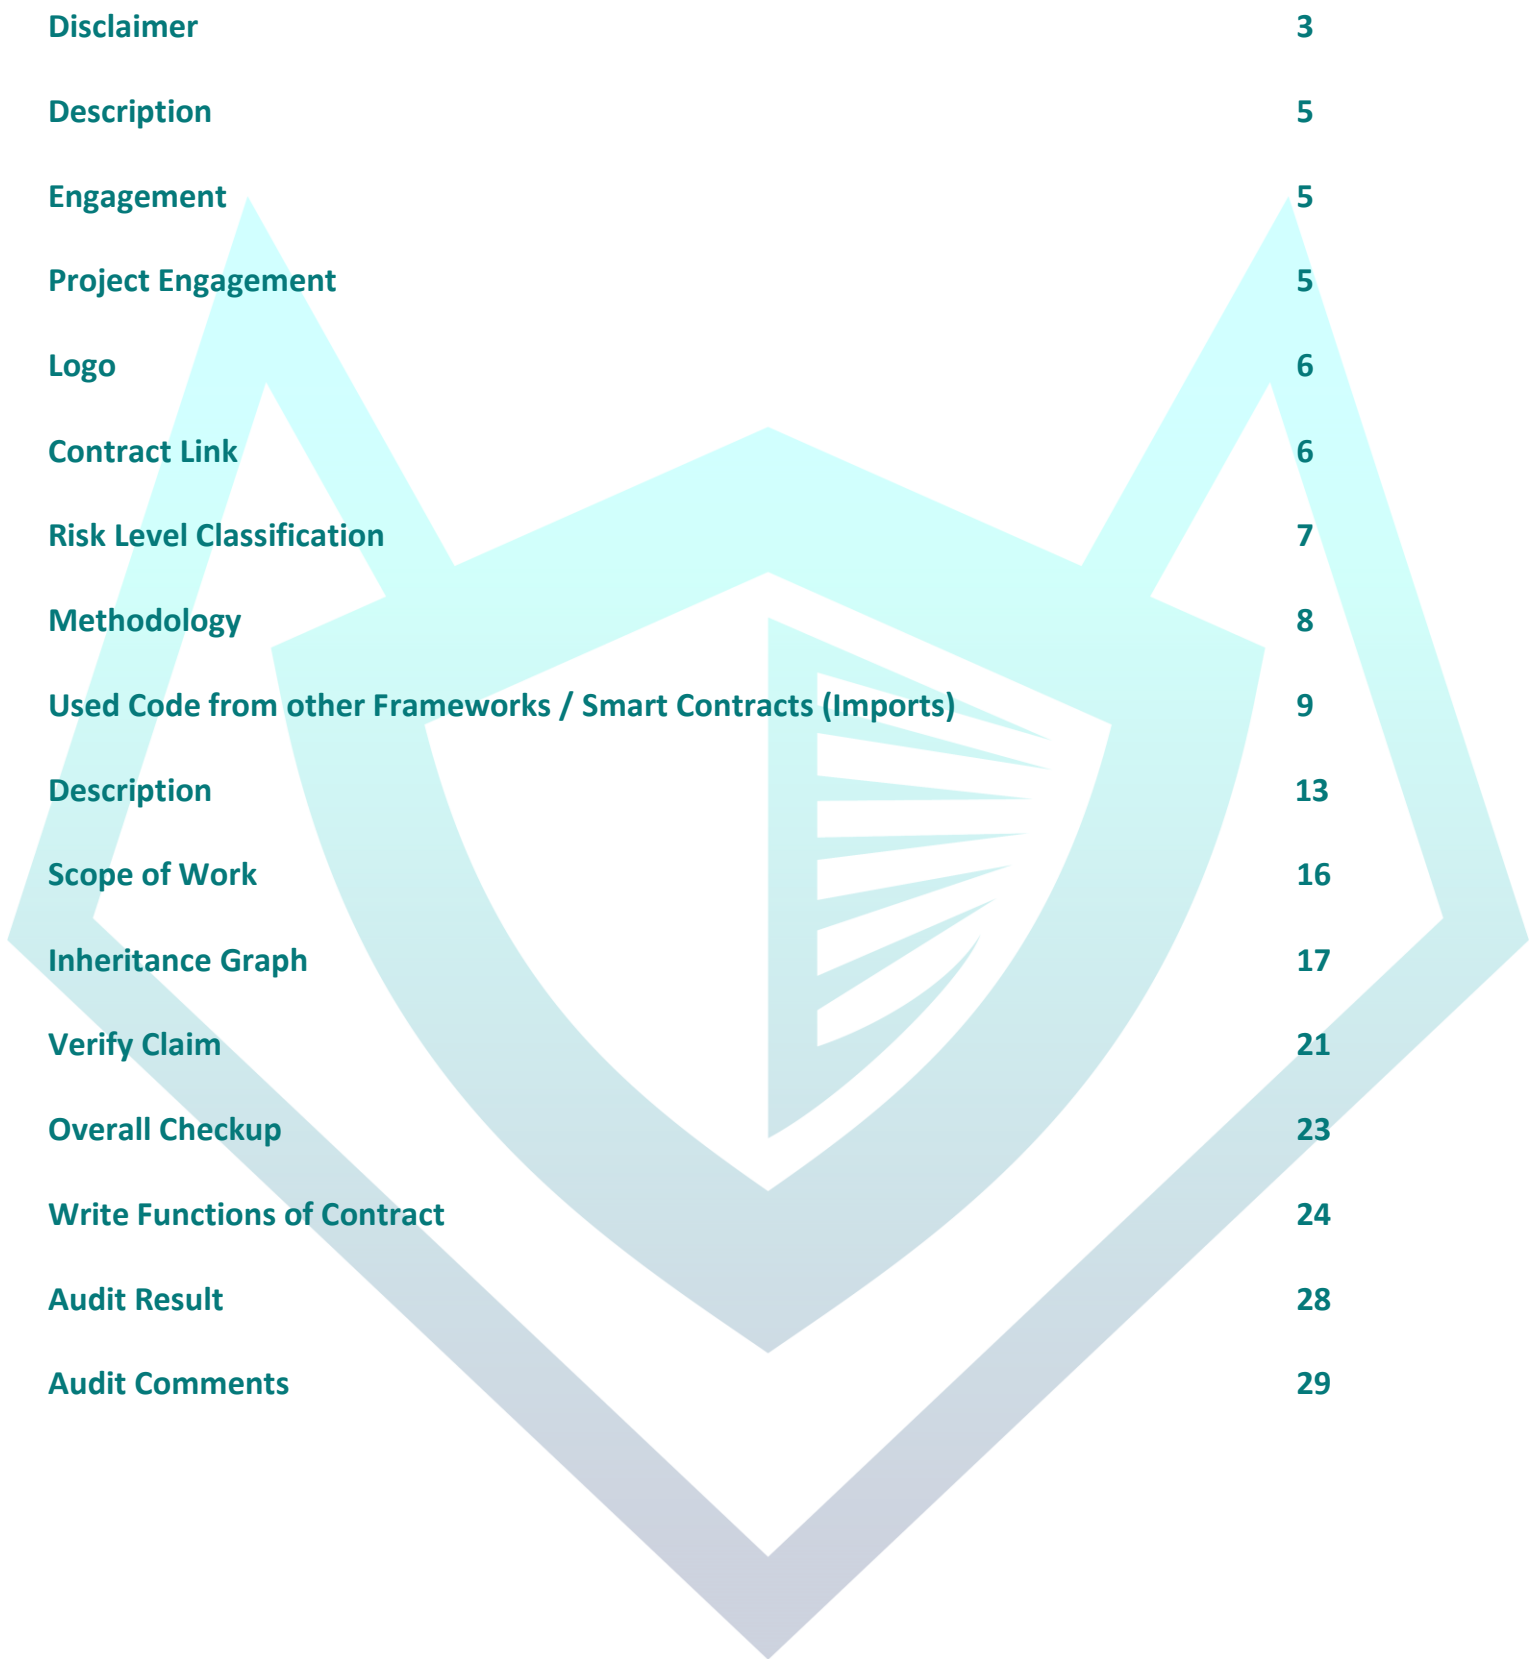 Disclaimer 3
Description 5
Engagement 5
Project Engagement 5
Logo 6
Contract Link 6
Risk Level Classification 7
Methodology 8
Used Code from other Frameworks / Smart Contracts (Imports) 9
Description 13
Scope of Work 16
Inheritance Graph 17
Verify Claim 21
Overall Checkup 23
Write Functions of Contract 24
Audit Result 28
Audit Comments 29